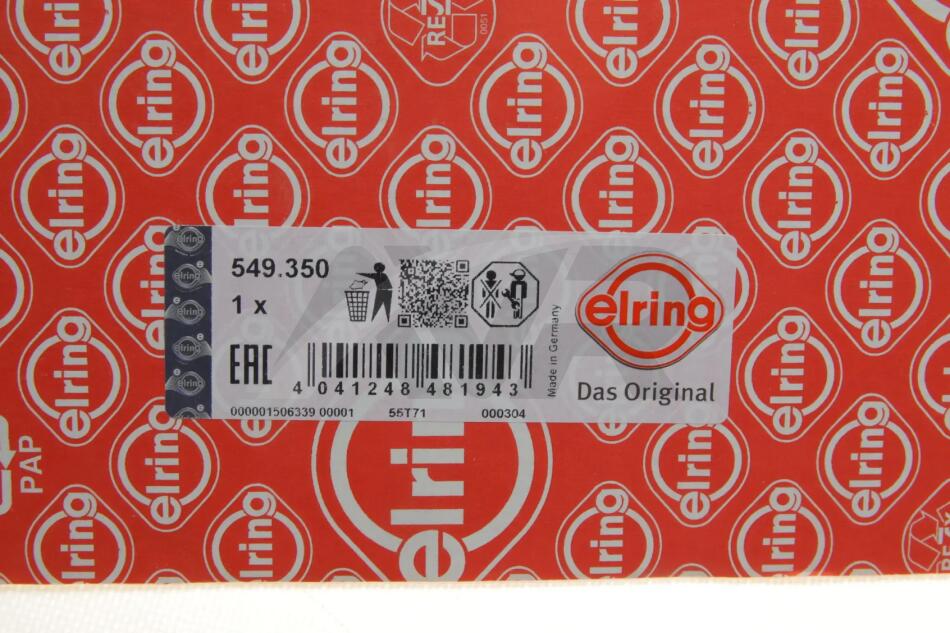 549.350
1 x
EAC
4 041248 481943
000001506339 00001 55T71 000304
Made in Germany
elring
Das Original
PAP
elring